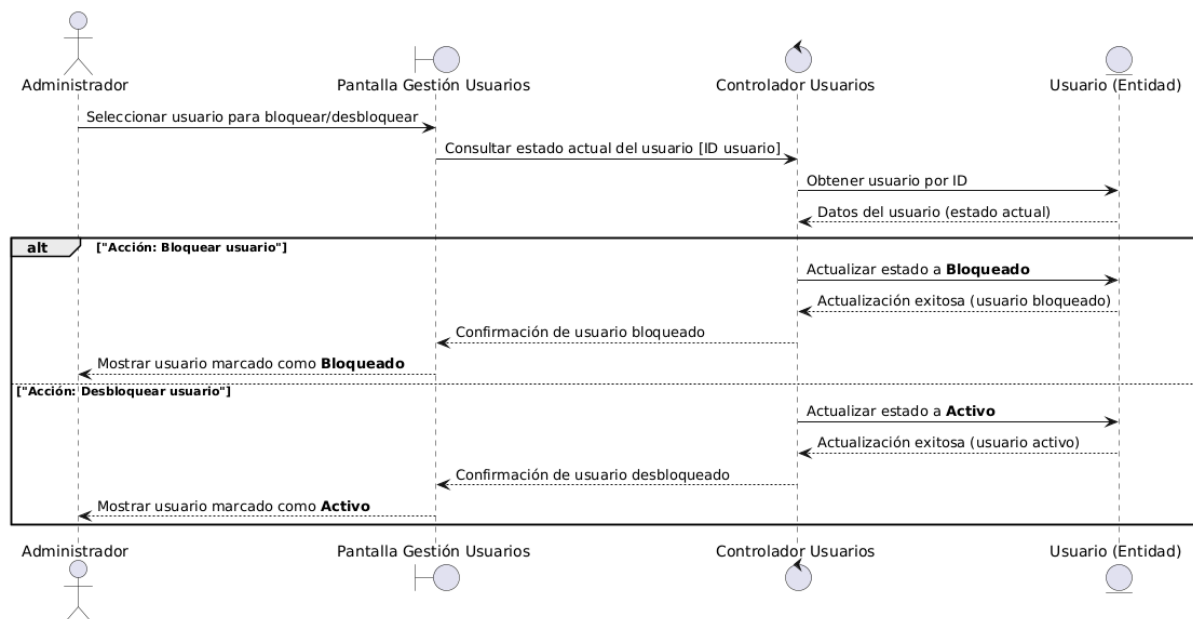 Administrador
Pantalla Gestión Usuarios
Controlador Usuarios
Usuario (Entidad)
Seleccionar usuario para bloquear/desbloquear
Consultar estado actual del usuario [ID usuario]
Obtener usuario por ID
Datos del usuario (estado actual)
alt
["Acción: Bloquear usuario"]
Actualizar estado a Bloqueado
Actualización exitosa (usuario bloqueado)
Confirmación de usuario bloqueado
Mostrar usuario marcado como Bloqueado
["Acción: Desbloquear usuario"]
Actualizar estado a Activo
Actualización exitosa (usuario activo)
Confirmación de usuario desbloqueado
Mostrar usuario marcado como Activo
Administrador
Pantalla Gestión Usuarios
Controlador Usuarios
Usuario (Entidad)